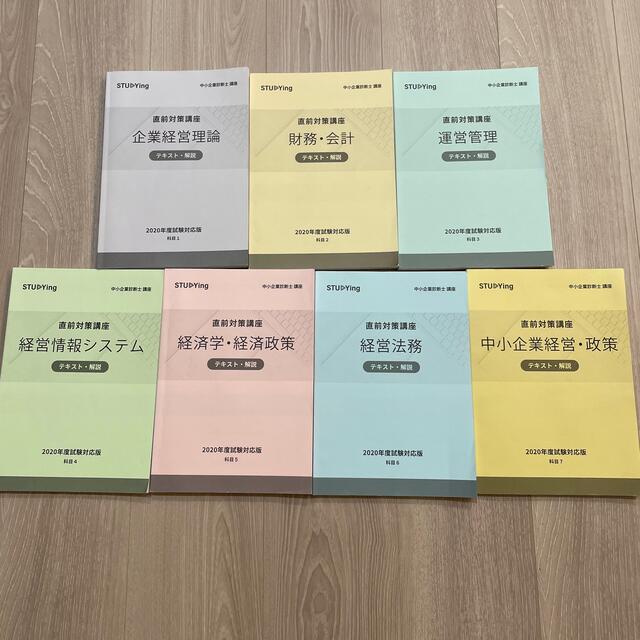 STUDYing 中小企業診断士 講座
直前対策講座
企業経営理論
テキスト・解説
2020年度試験対応版
科目1
STUDYing 中小企業診断士 講座
直前対策講座
財務・会計
テキスト・解説
2020年度試験対応版
科目2
STUDYing 中小企業診断士 講座
直前対策講座
運営管理
テキスト・解説
2020年度試験対応版
科目3
STUDYing 中小企業診断士 講座
直前対策講座
経営情報システム
テキスト・解説
2020年度試験対応版
科目4
STUDYing 中小企業診断士 講座
直前対策講座
経済学・経済政策
テキスト・解説
2020年度試験対応版
科目5
STUDYing 中小企業診断士 講座
直前対策講座
経営法務
テキスト・解説
2020年度試験対応版
科目6
STUDYing 中小企業診断士 講座
直前対策講座
中小企業経営・政策
テキスト・解説
2020年度試験対応版
科目7